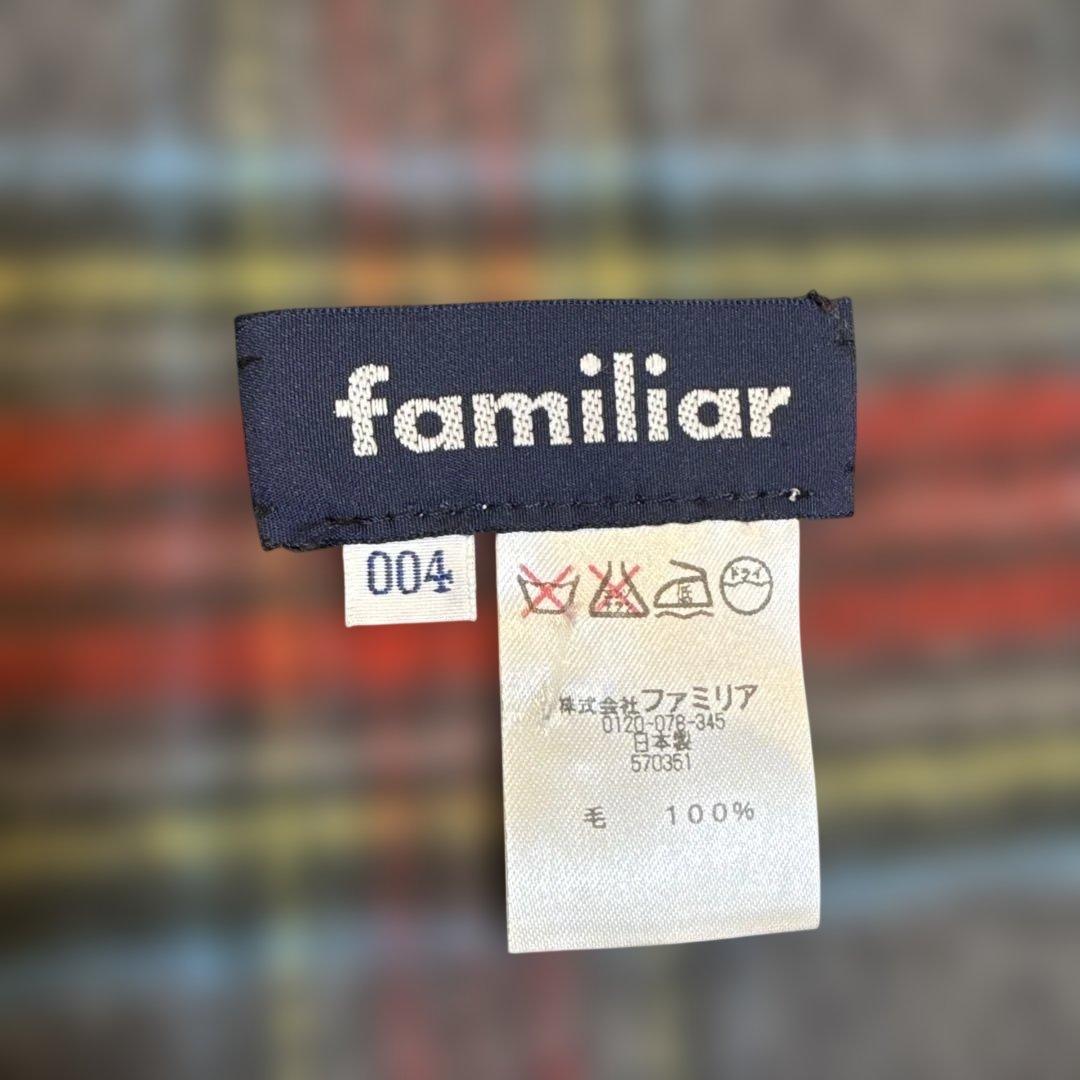 familiar
004
ドライ
株式会社ファミリア
0120-078-345
日本製
570351
毛 100%